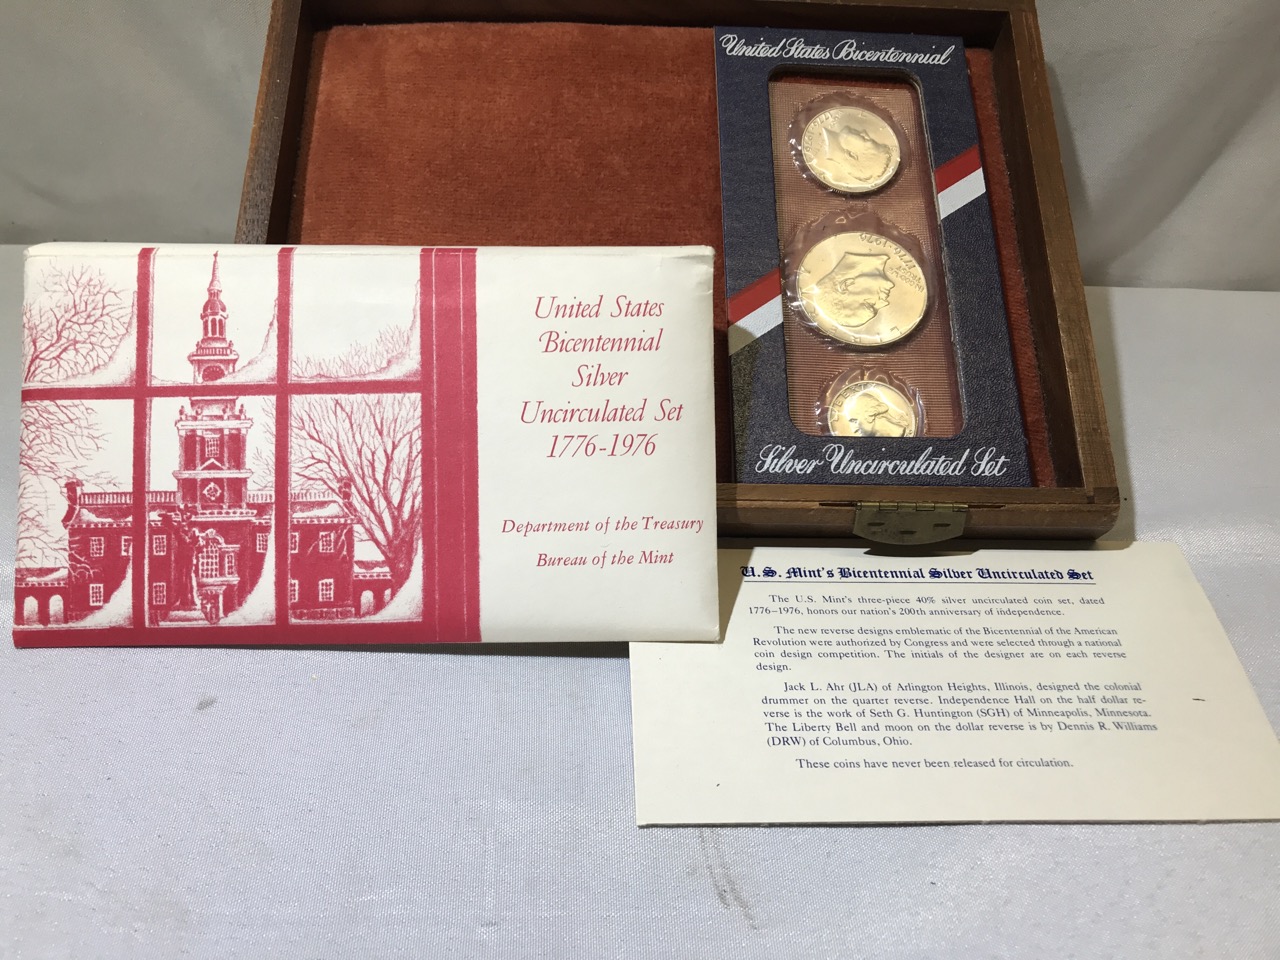 United States Bicentennial
1776-1976
Silver Uncirculated Set
United States
Bicentennial
Silver
Uncirculated Set
1776-1976
Department of the Treasury
Bureau of the Mint
U.S. Mint's Bicentennial Silver Uncirculated Set
The U.S. Mint's three-piece 40% silver uncirculated coin set, dated
1776–1976, honors our nation's 200th anniversary of independence.
The new reverse designs emblematic of the Bicentennial of the American
Revolution were authorized by Congress and were selected through a national
coin design competition. The initials of the designer are on each reverse
design.
Jack L. Ahr (JLA) of Arlington Heights, Illinois, designed the colonial
drummer on the quarter reverse. Independence Hall on the half dollar re-
verse is the work of Seth G. Huntington (SGH) of Minneapolis, Minnesota.
The Liberty Bell and moon on the dollar reverse is by Dennis R. Williams
(DRW) of Columbus, Ohio.
These coins have never been released for circulation.